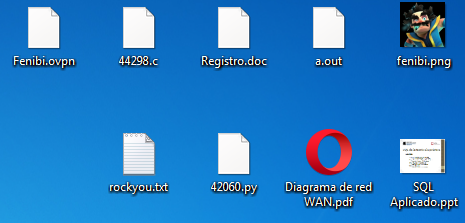 Fenibi.ovpn
44298.c
Registro.doc
a.out
fenibi.png
rockyou.txt
42060.py
Diagrama de red
WAN.pdf
SQL
Aplicado.ppt